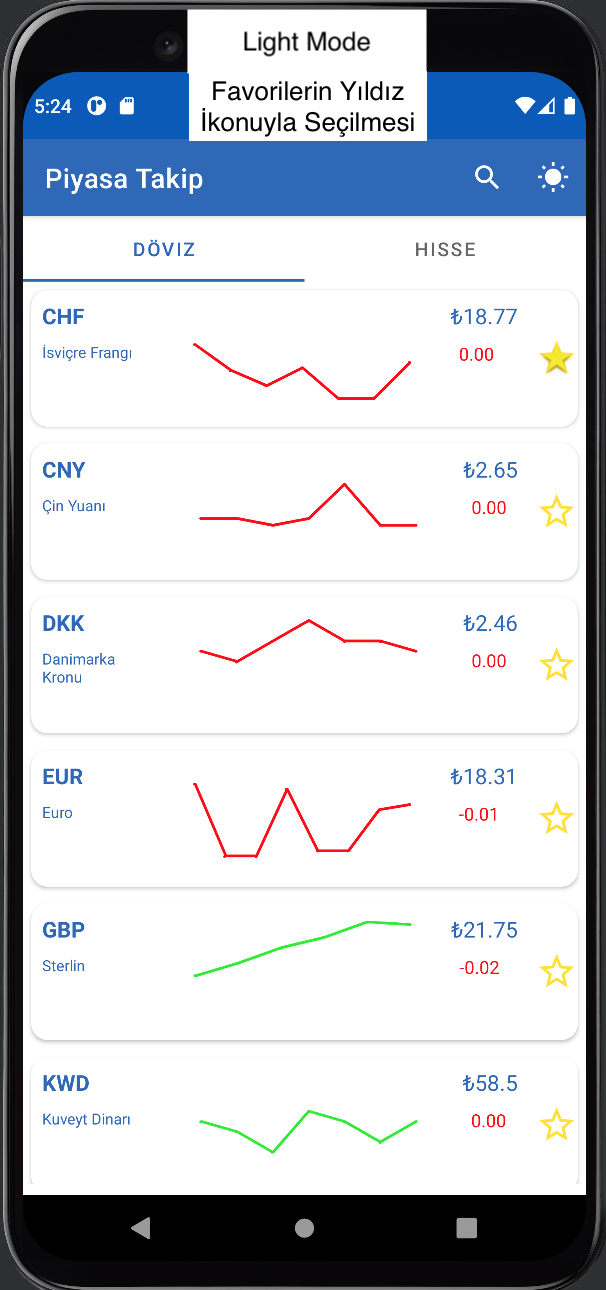 Light Mode
Favorilerin Yıldız
İkonuyla Seçilmesi
5:24
Piyasa Takip
DÖVIZ
HISSE
CHF
₺18.77
İsviçre Frangı
0.00
CNY
₺2.65
Çin Yuanı
0.00
DKK
₺2.46
Danimarka
Kronu
0.00
EUR
₺18.31
Euro
-0.01
GBP
₺21.75
Sterlin
-0.02
KWD
₺58.5
Kuveyt Dinarı
0.00